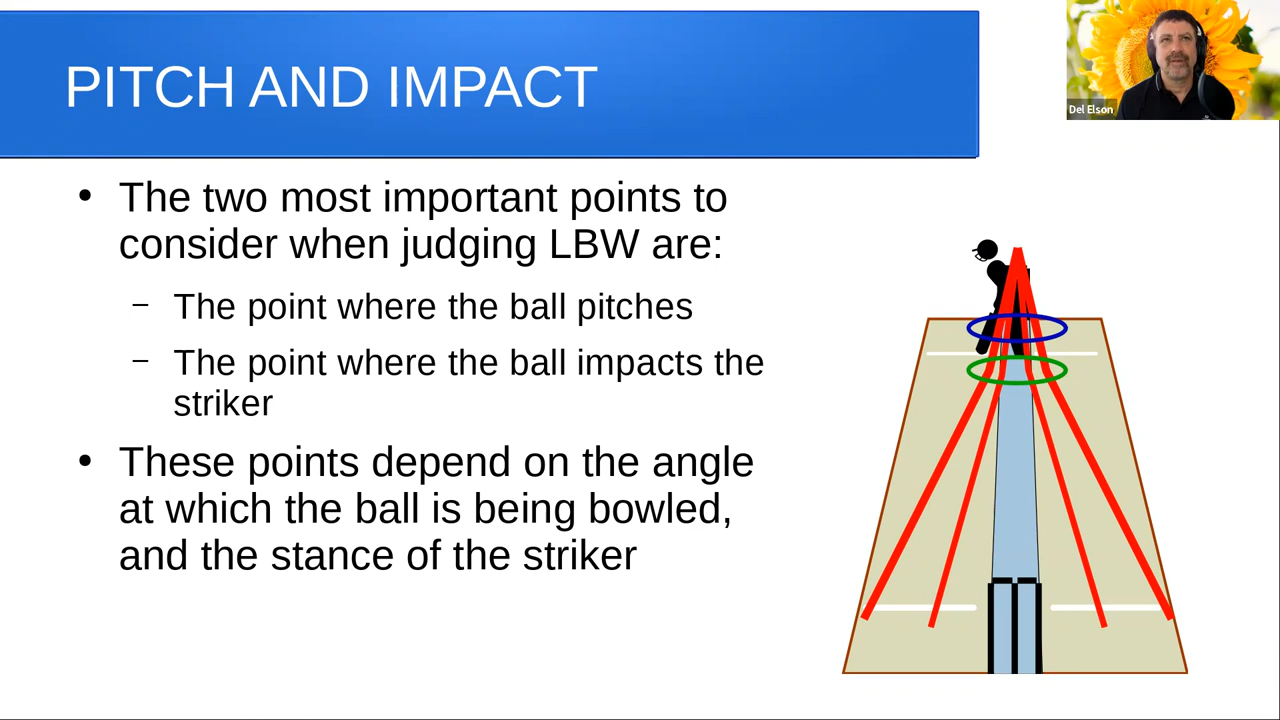 PITCH AND IMPACT
Del Elson
• The two most important points to
consider when judging LBW are:
– The point where the ball pitches
– The point where the ball impacts the
striker
• These points depend on the angle
at which the ball is being bowled,
and the stance of the striker